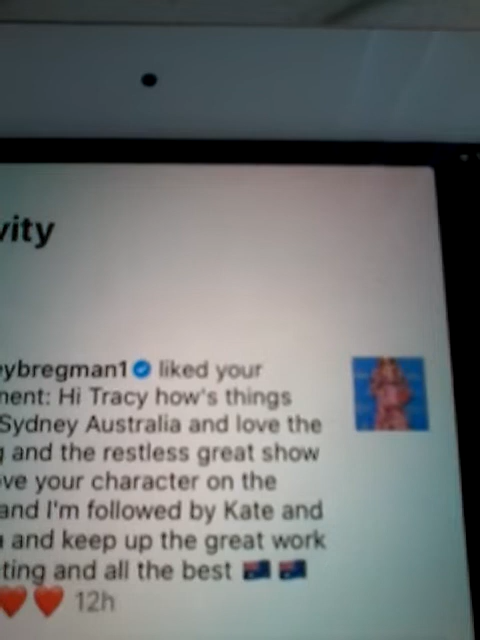 vity
eybregman1 liked your
ment: Hi Tracy how's things
Sydney Australia and love the
g and the restless great show
ve your character on the
and I'm followed by Kate and
and keep up the great work
ting and all the best 🇦🇺 🇦🇺
❤️ ❤️ 12h